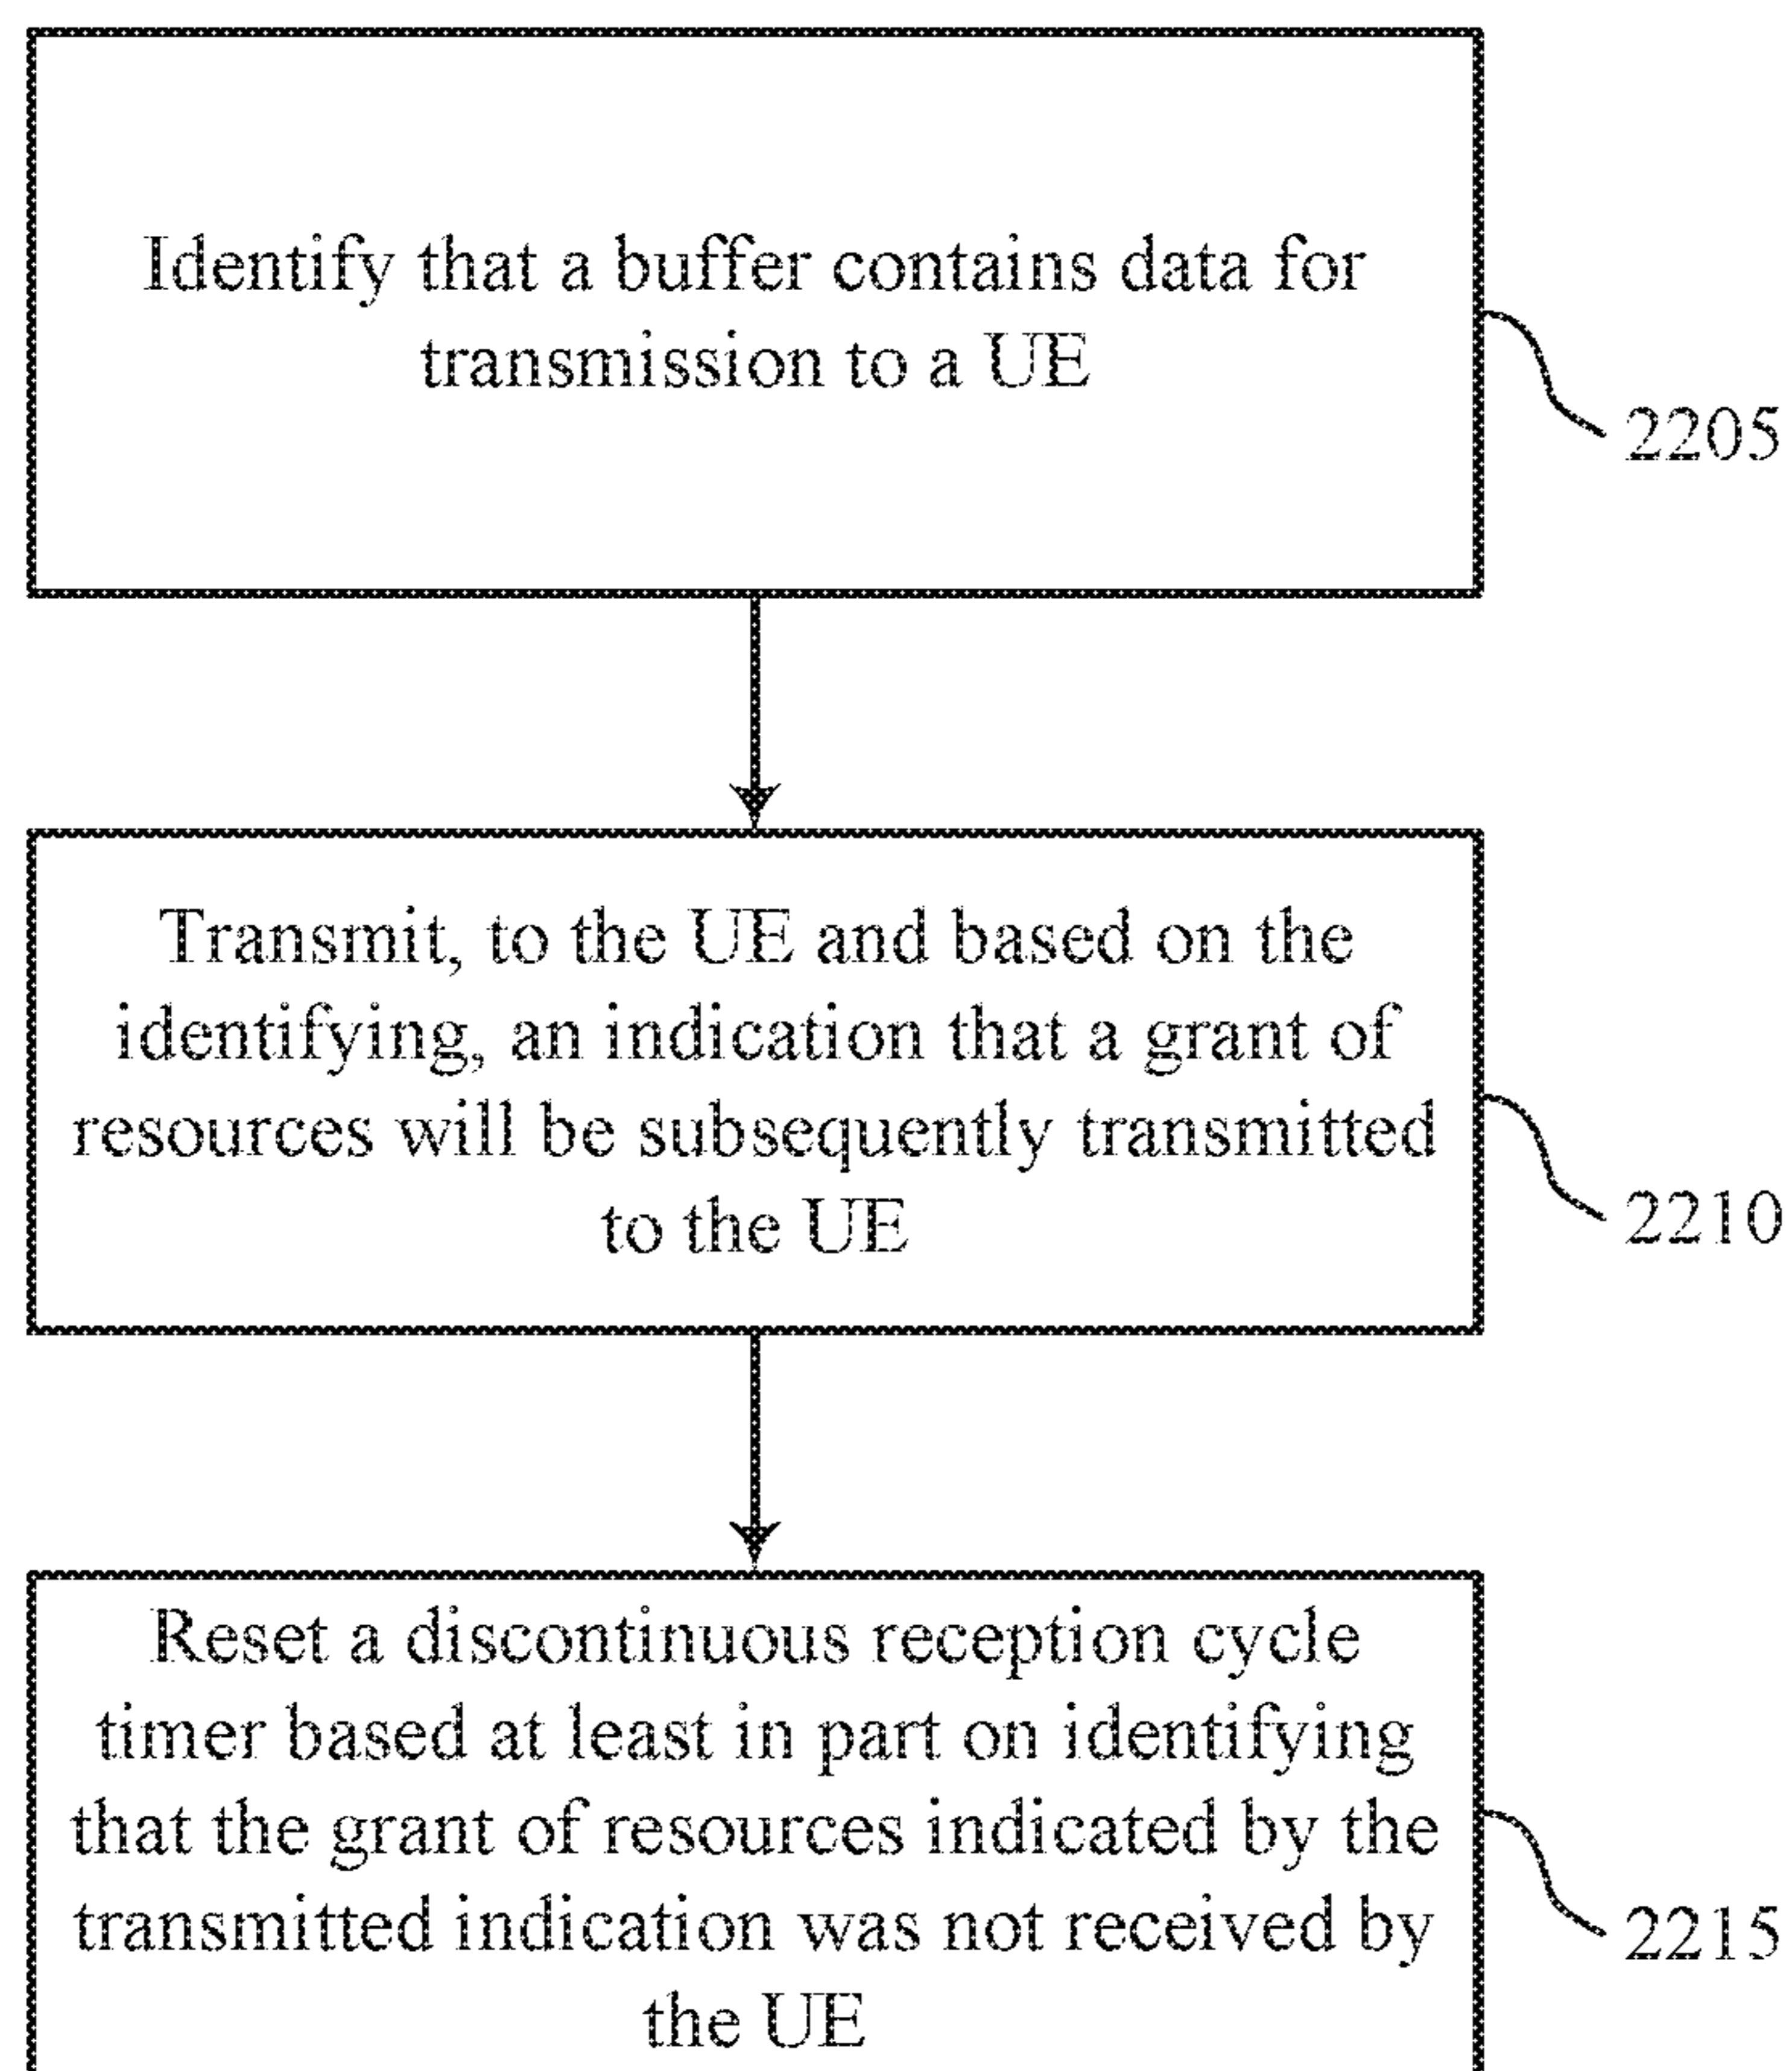 Identify that a buffer contains data for
transmission to a UE
2205
Transmit, to the UE and based on the
identifying, an indication that a grant of
resources will be subsequently transmitted
to the UE
2210
Reset a discontinuous reception cycle
timer based at least in part on identifying
that the grant of resources indicated by the
transmitted indication was not received by
the UE
2215